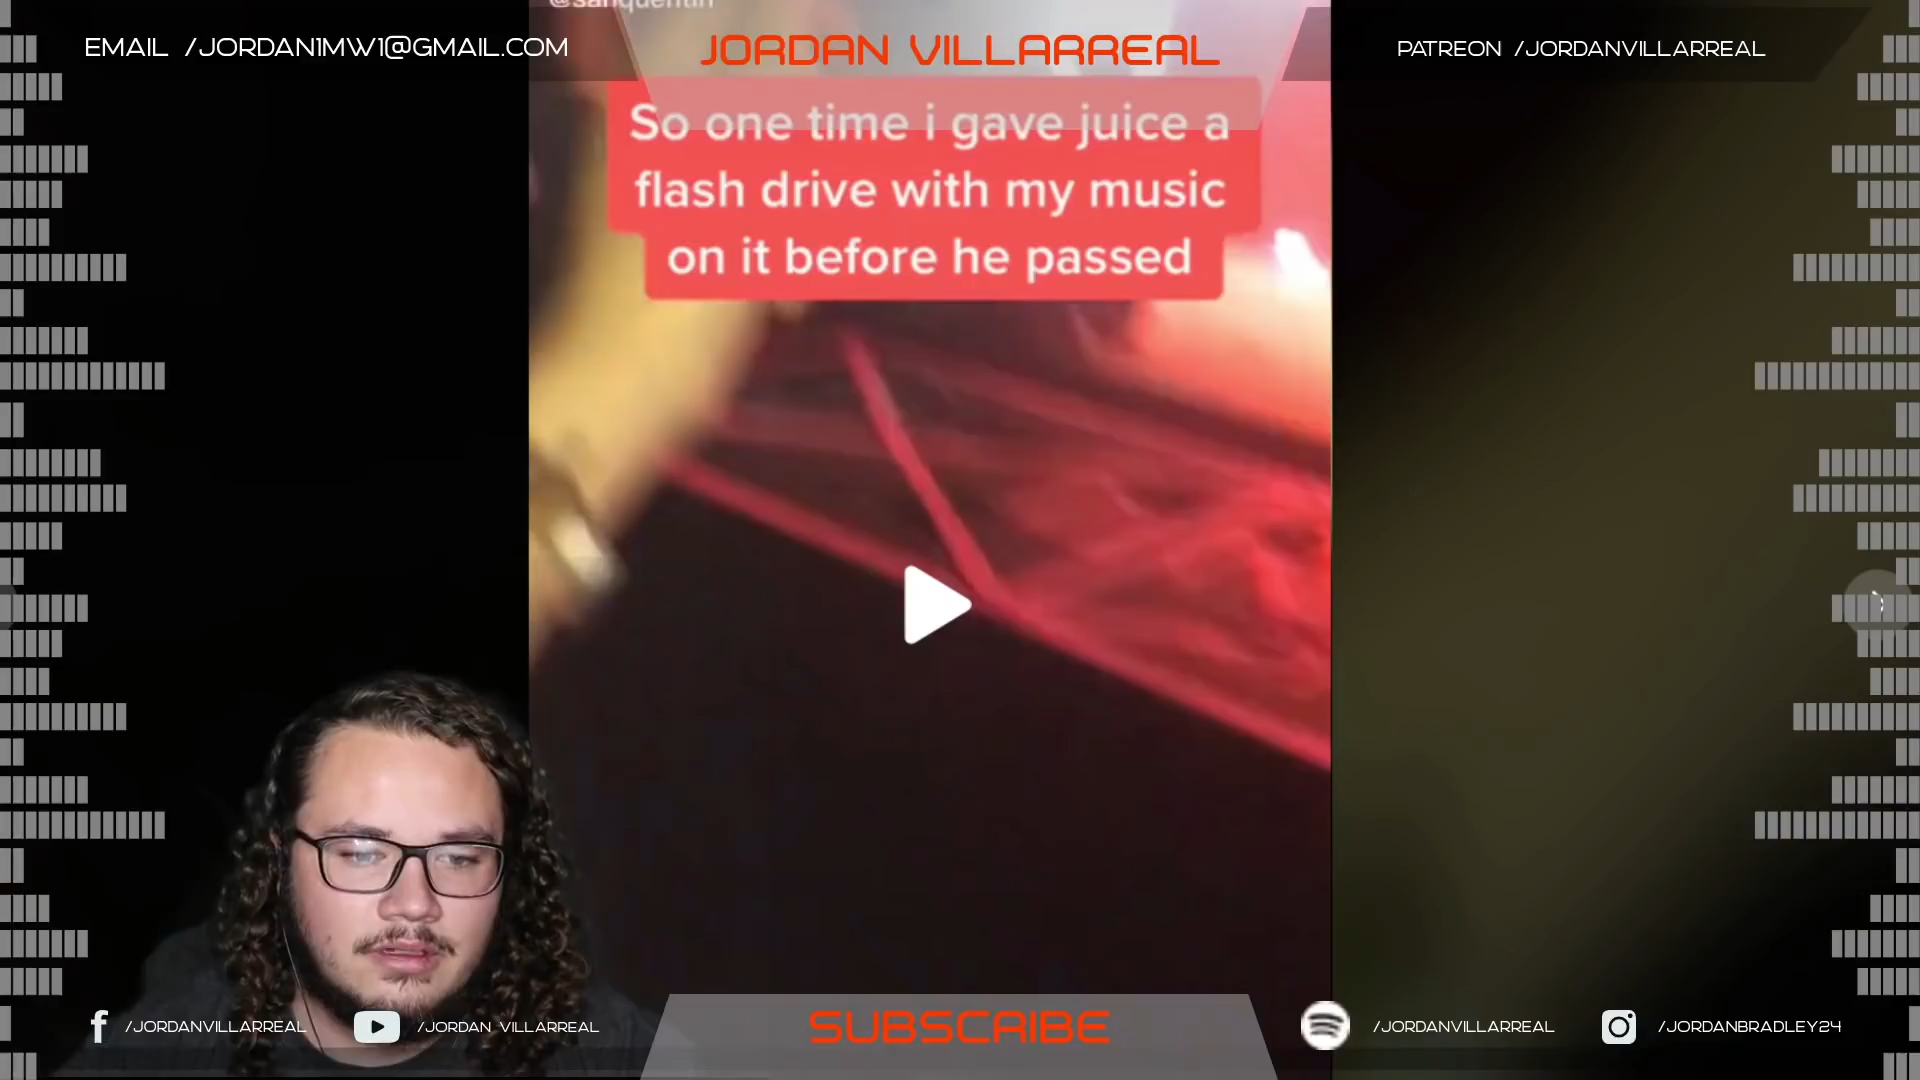 @sanquentin
EMAIL /JORDAN1MW1@GMAIL.COM
JORDAN VILLARREAL
PATREON /JORDANVILLARREAL
So one time i gave juice a
flash drive with my music
on it before he passed
/JORDANVILLARREAL
/JORDAN VILLARREAL
SUBSCRIBE
/JORDANVILLARREAL
/JORDANBRADLEY24